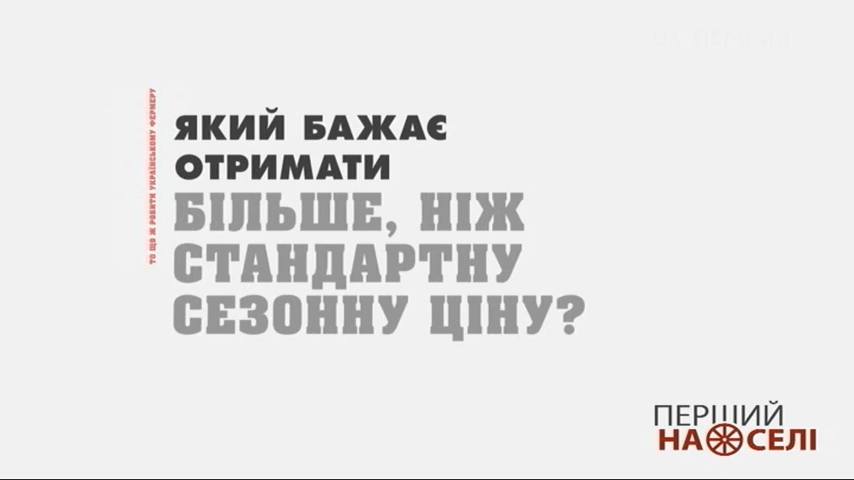 ТО ЩО Ж РОБИТИ УКРАЇНСЬКОМУ ФЕРМЕРУ
ЯКИЙ БАЖАЄ
ОТРИМАТИ
БІЛЬШЕ, НІЖ
СТАНДАРТНУ
СЕЗОННУ ЦІНУ?
ПЕРШИЙ
НА СЕЛІ